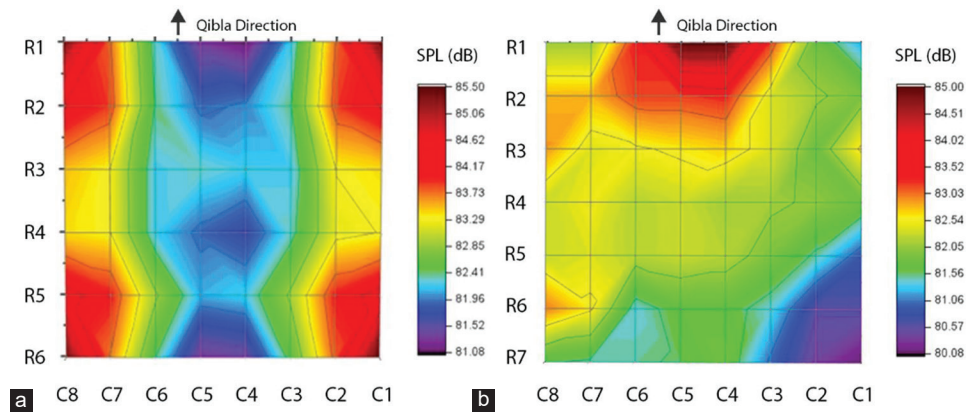 Qibla Direction
SPL (dB)
R1
R2
R3
R4
R5
R6
85.50
85.06
84.62
84.17
83.73
83.29
82.85
82.41
81.96
81.52
81.08
a
C8 C7 C6 C5 C4 C3 C2 C1
Qibla Direction
SPL (dB)
R1
R2
R3
R4
R5
R6
R7
85.00
84.51
84.02
83.52
83.03
82.54
82.05
81.56
81.06
80.57
80.08
b
C8 C7 C6 C5 C4 C3 C2 C1